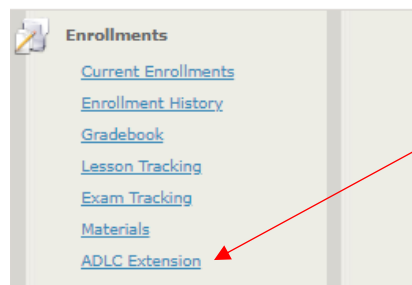 Enrollments
Current Enrollments
Enrollment History
Gradebook
Lesson Tracking
Exam Tracking
Materials
ADLC Extension